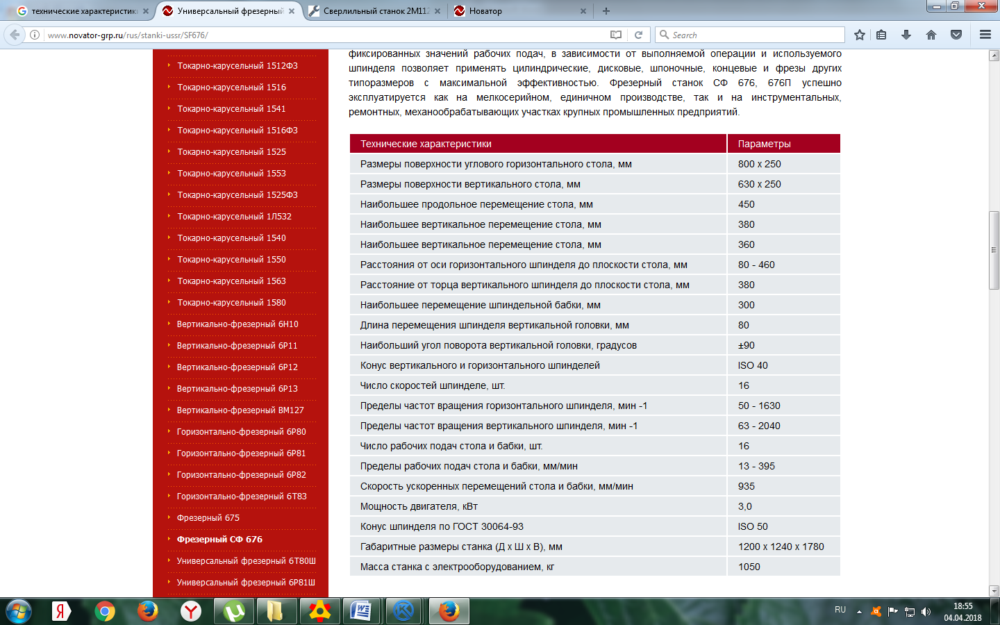 технические характеристик
Универсальный фрезерный
Сверлильный станок 2М112
Новатор
www.novator-grp.ru/rus/stanki-ussr/SF676/
Search
Токарно-карусельный 1512Ф3
Токарно-карусельный 1516
Токарно-карусельный 1541
Токарно-карусельный 1516Ф3
Токарно-карусельный 1525
Токарно-карусельный 1553
Токарно-карусельный 1525Ф3
Токарно-карусельный 1Л532
Токарно-карусельный 1540
Токарно-карусельный 1550
Токарно-карусельный 1563
Токарно-карусельный 1580
Вертикально-фрезерный 6Н10
Вертикально-фрезерный 6Р11
Вертикально-фрезерный 6Р12
Вертикально-фрезерный 6Р13
Вертикально-фрезерный ВМ127
Горизонтально-фрезерный 6Р80
Горизонтально-фрезерный 6Р81
Горизонтально-фрезерный 6Р82
Горизонтально-фрезерный 6Т83
Фрезерный 675
Фрезерный СФ 676
Универсальный фрезерный 6Т80Ш
Универсальный фрезерный 6Р81Ш
фиксированных значений рабочих подач, в зависимости от выполняемой операции и используемого
шпинделя позволяет применять цилиндрические, дисковые, шпоночные, концевые и фрезы других
типоразмеров с максимальной эффективностью. Фрезерный станок СФ 676, 676П успешно
эксплуатируется как на мелкосерийном, единичном производстве, так и на инструментальных,
ремонтных, механообрабатывающих участках крупных промышленных предприятий.
Технические характеристики Параметры
Размеры поверхности углового горизонтального стола, мм 800 x 250
Размеры поверхности вертикального стола, мм 630 x 250
Наибольшее продольное перемещение стола, мм 450
Наибольшее вертикальное перемещение стола, мм 380
Наибольшее вертикальное перемещение стола, мм 360
Расстояния от оси горизонтального шпинделя до плоскости стола, мм 80 - 460
Расстояние от торца вертикального шпинделя до плоскости стола, мм 380
Наибольшее перемещение шпиндельной бабки, мм 300
Длина перемещения шпинделя вертикальной головки, мм 80
Наибольший угол поворота вертикальной головки, градусов ±90
Конус вертикального и горизонтального шпинделей ISO 40
Число скоростей шпинделе, шт. 16
Пределы частот вращения горизонтального шпинделя, мин -1 50 - 1630
Пределы частот вращения вертикального шпинделя, мин -1 63 - 2040
Число рабочих подач стола и бабки, шт. 16
Пределы рабочих подач стола и бабки, мм/мин 13 - 395
Скорость ускоренных перемещений стола и бабки, мм/мин 935
Мощность двигателя, кВт 3,0
Конус шпинделя по ГОСТ 30064-93 ISO 50
Габаритные размеры станка (Д х Ш х В), мм 1200 x 1240 x 1780
Масса станка с электрооборудованием, кг 1050
RU
18:55
04.04.2018